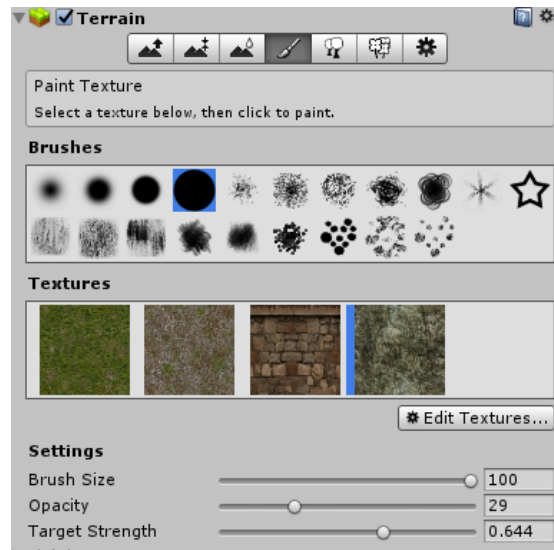 Terrain
Paint Texture
Select a texture below, then click to paint.
Brushes
Textures
Edit Textures...
Settings
Brush Size 100
Opacity 29
Target Strength 0.644